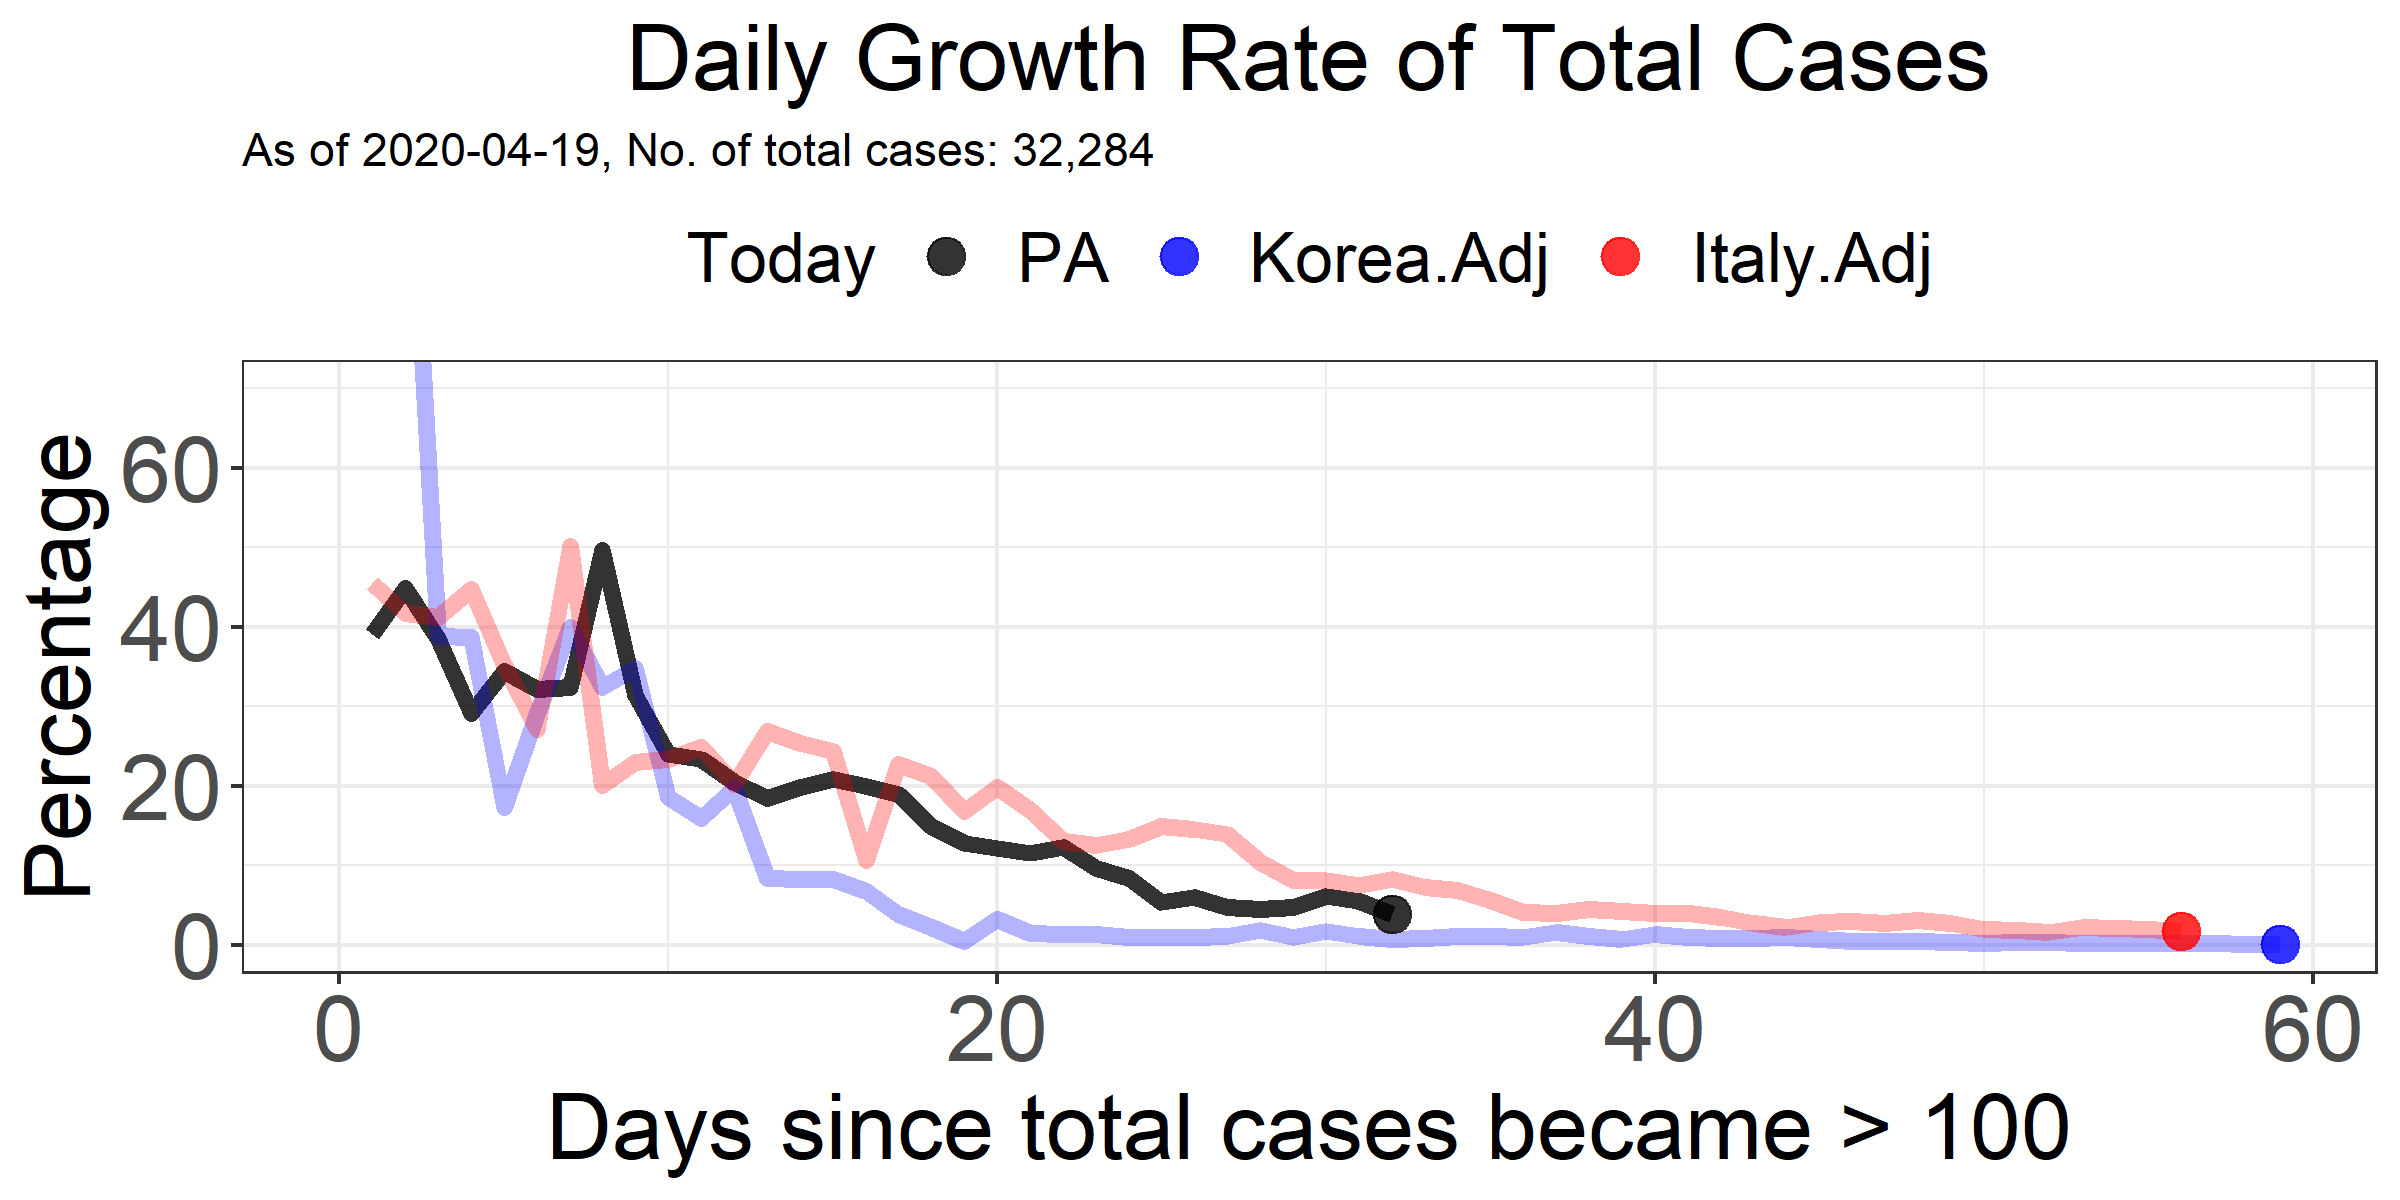 Daily Growth Rate of Total Cases
As of 2020-04-19, No. of total cases: 32,284
Today PA Korea.Adj Italy.Adj
Percentage
60
40
20
0
0 20 40 60
Days since total cases became > 100